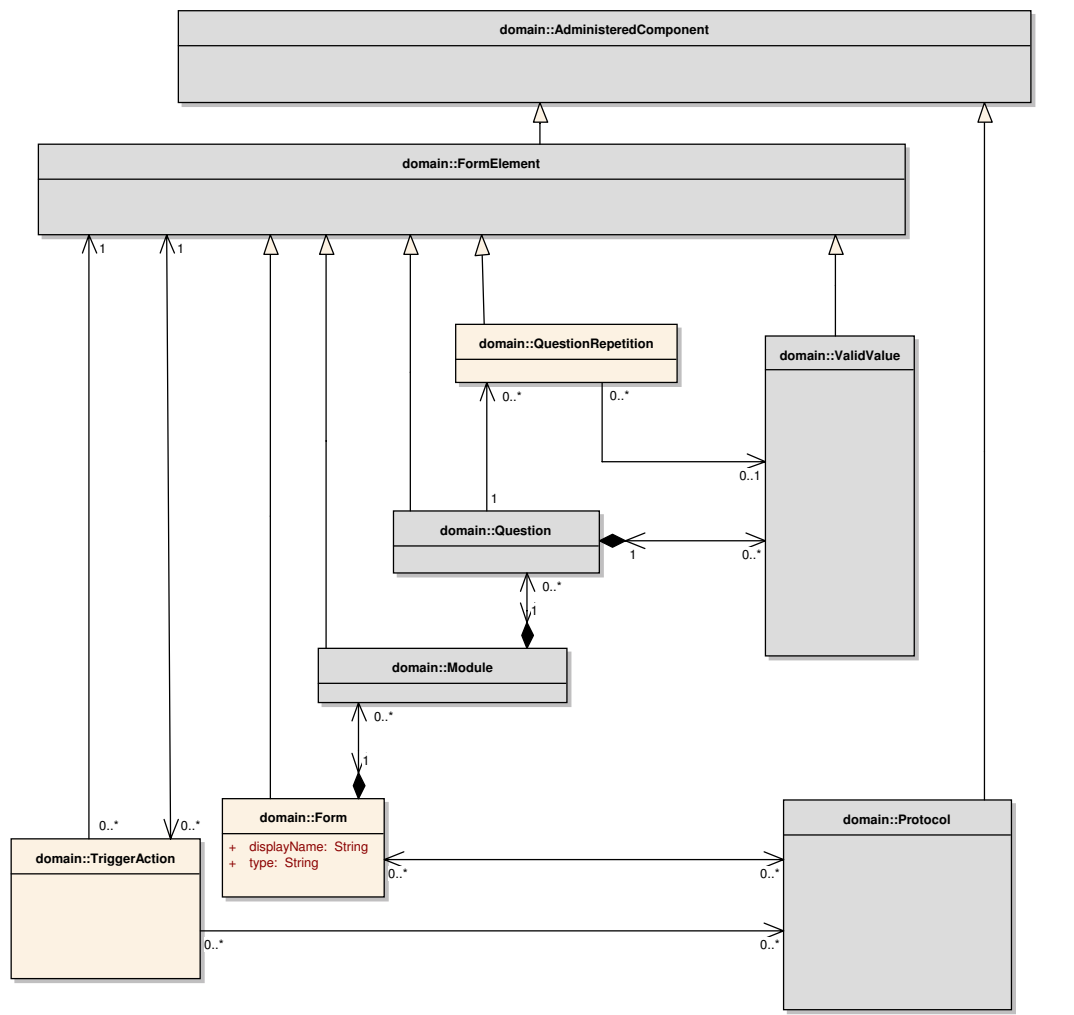 domain::AdministeredComponent
domain::FormElement
1
1
domain::QuestionRepetition
domain::ValidValue
0..*
0..*
0..1
1
domain::Question
1
0..*
0..*
1
domain::Module
0..*
1
domain::Form
domain::Protocol
0..*
0..*
+ displayName: String
domain::TriggerAction
+ type: String
0..*
0..*
0..*
0..*